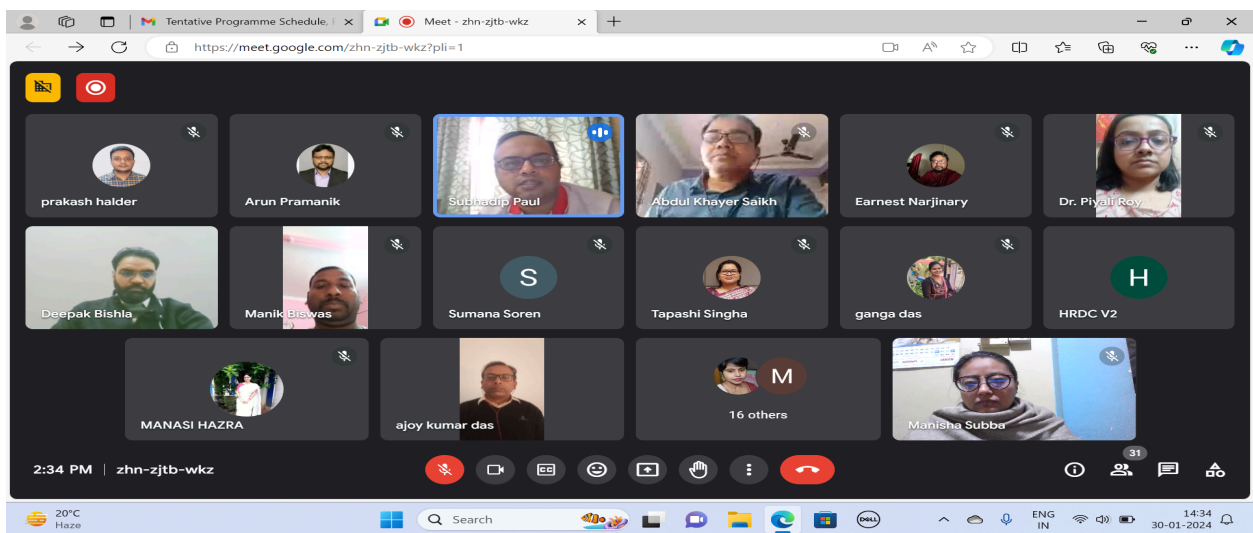 Tentative Programme Schedule, I
Meet - zhn-zjtb-wkz
https://meet.google.com/zhn-zjtb-wkz?pli=1
prakash halder
Arun Pramanik
Subhadip Paul
Abdul Khayer Saikh
Earnest Narjinary
Dr. Piyali Roy
Deepak Bishla
Manik Biswas
S
Sumana Soren
Tapashi Singha
ganga das
H
HRDC V2
MANASI HAZRA
ajoy kumar das
M
16 others
Manisha Subba
2:34 PM | zhn-zjtb-wkz
CC
31
20°C
Haze
Search
DELL
ENG
IN
14:34
30-01-2024